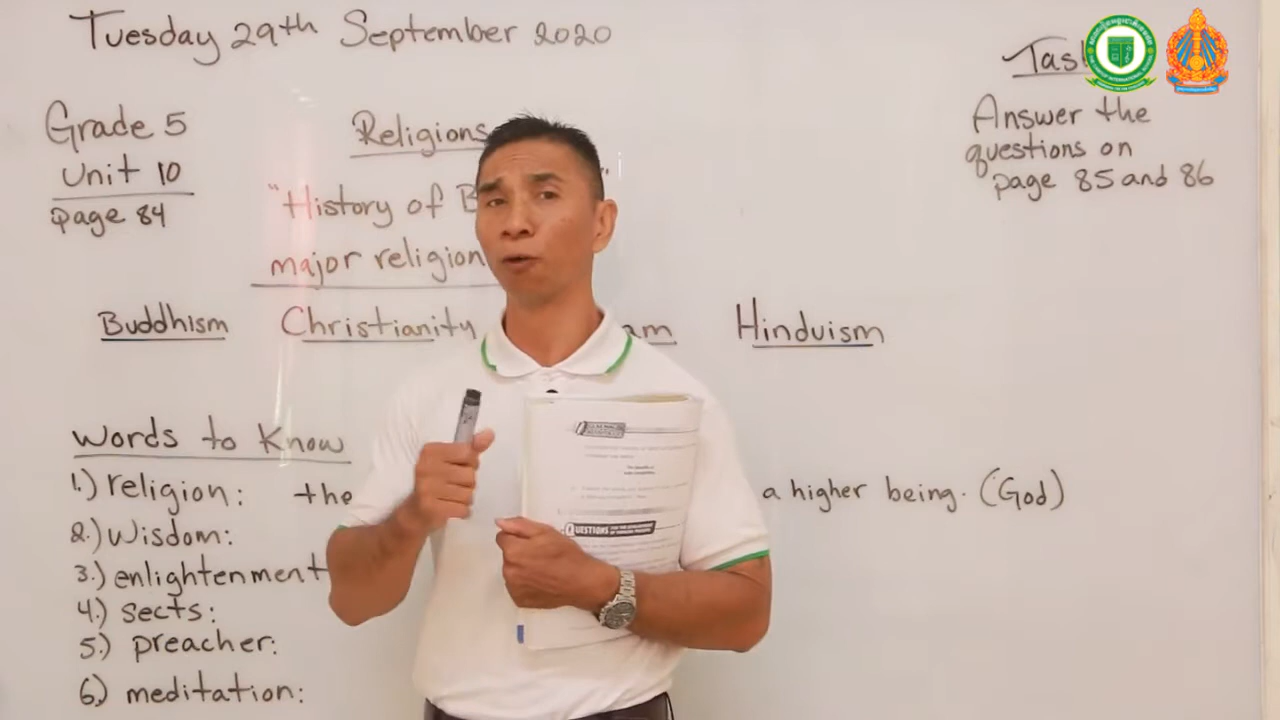 Tuesday 29th September 2020
Task
Answer the
questions on
page 85 and 86
Grade 5
Unit 10
page 84
Religions
"History of
major religion
Buddhism Christianity am Hinduism
Words to Know
1.) religion: the a higher being. (God)
2.) wisdom:
3.) enlightenment
4.) sects:
5.) preacher:
6.) meditation:
QUESTIONS